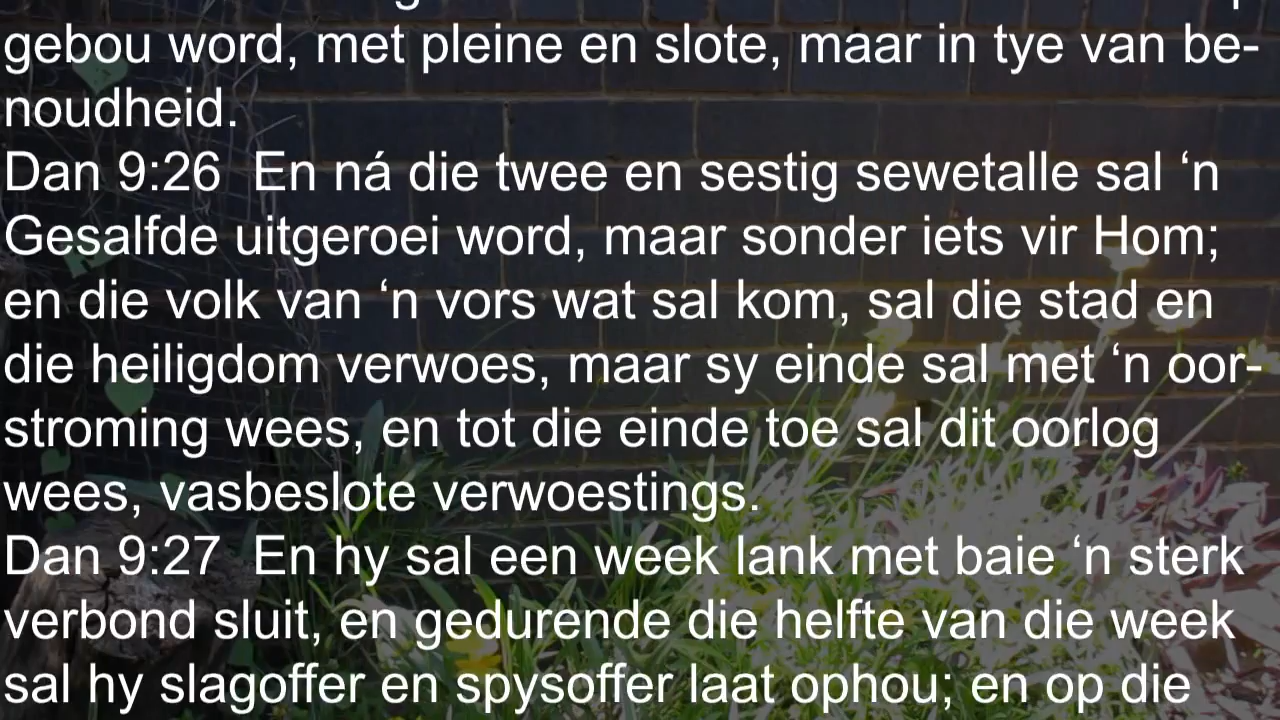 gebou word, met pleine en slote, maar in tye van be-
noudheid.
Dan 9:26 En ná die twee en sestig sewetalle sal ‘n
Gesalfde uitgeroei word, maar sonder iets vir Hom;
en die volk van ‘n vors wat sal kom, sal die stad en
die heiligdom verwoes, maar sy einde sal met ‘n oor-
stroming wees, en tot die einde toe sal dit oorlog
wees, vasbeslote verwoestings.
Dan 9:27 En hy sal een week lank met baie ‘n sterk
verbond sluit, en gedurende die helfte van die week
sal hy slagoffer en spysoffer laat ophou; en op die